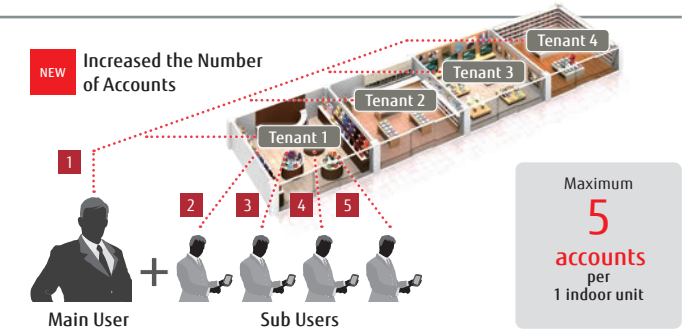 NEW
Increased the Number
of Accounts
Tenant 4
Tenant 3
Tenant 2
Tenant 1
1
2
3
4
5
Main User
+
Sub Users
Maximum
5
accounts
per
1 indoor unit